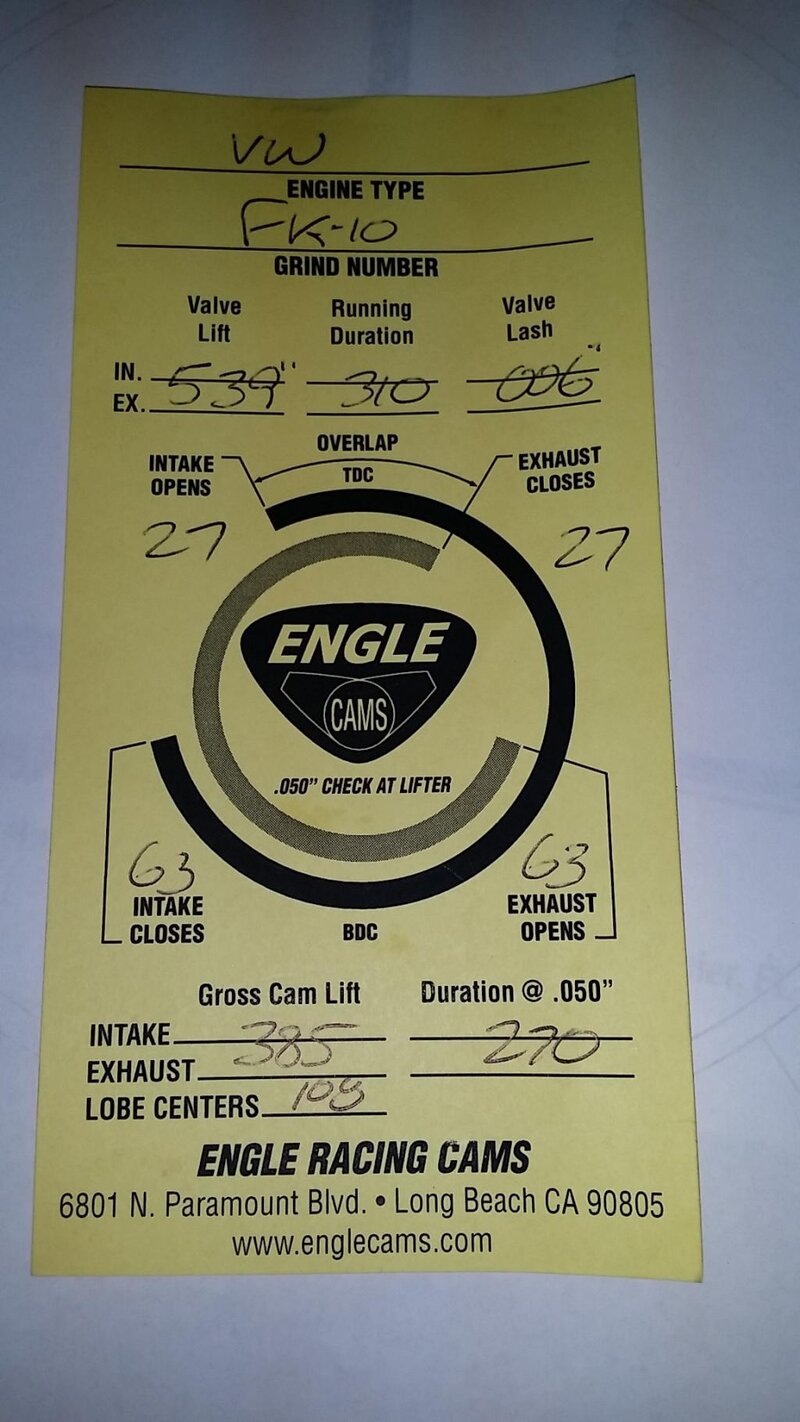 VW
ENGINE TYPE
FK-10
GRIND NUMBER
Valve Lift Running Duration Valve Lash
IN.
EX. 539" 310 006"
OVERLAP
TDC
INTAKE OPENS
EXHAUST CLOSES
27 27
ENGLE
CAMS
.050" CHECK AT LIFTER
63 63
INTAKE CLOSES
EXHAUST OPENS
BDC
Gross Cam Lift Duration @ .050"
INTAKE 385 270
EXHAUST
LOBE CENTERS 108
ENGLE RACING CAMS
6801 N. Paramount Blvd. • Long Beach CA 90805
www.englecams.com